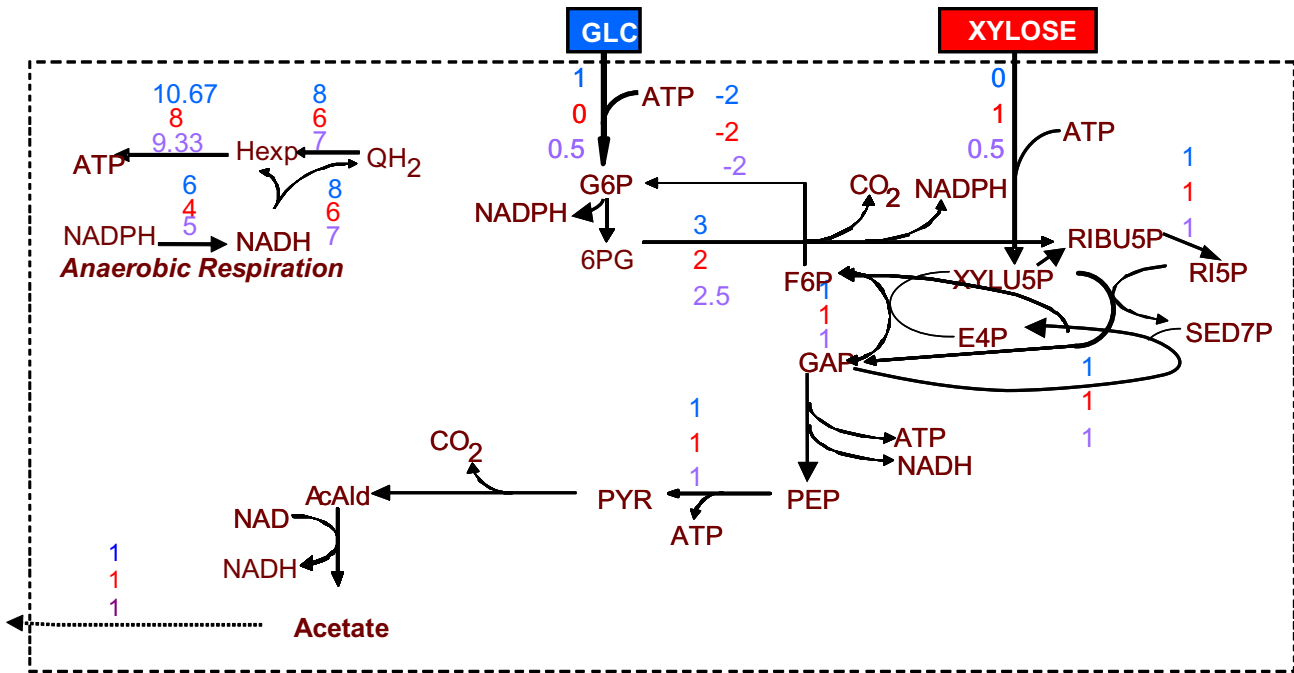 GLC
XYLOSE
10.67
8
9.33
8
6
7
ATP
Hexp
QH2
6
4
5
8
6
7
NADPH
NADH
Anaerobic Respiration
1
0
0.5
ATP
-2
-2
-2
0
1
0.5
ATP
1
1
1
G6P
NADPH
6PG
3
2
2.5
CO2
NADPH
RIBU5P
RI5P
F6P
XYLU5P
1
1
1
E4P
SED7P
GAP
1
1
1
1
1
1
ATP
NADH
CO2
AcAld
PYR
PEP
ATP
NAD
NADH
1
1
1
Acetate